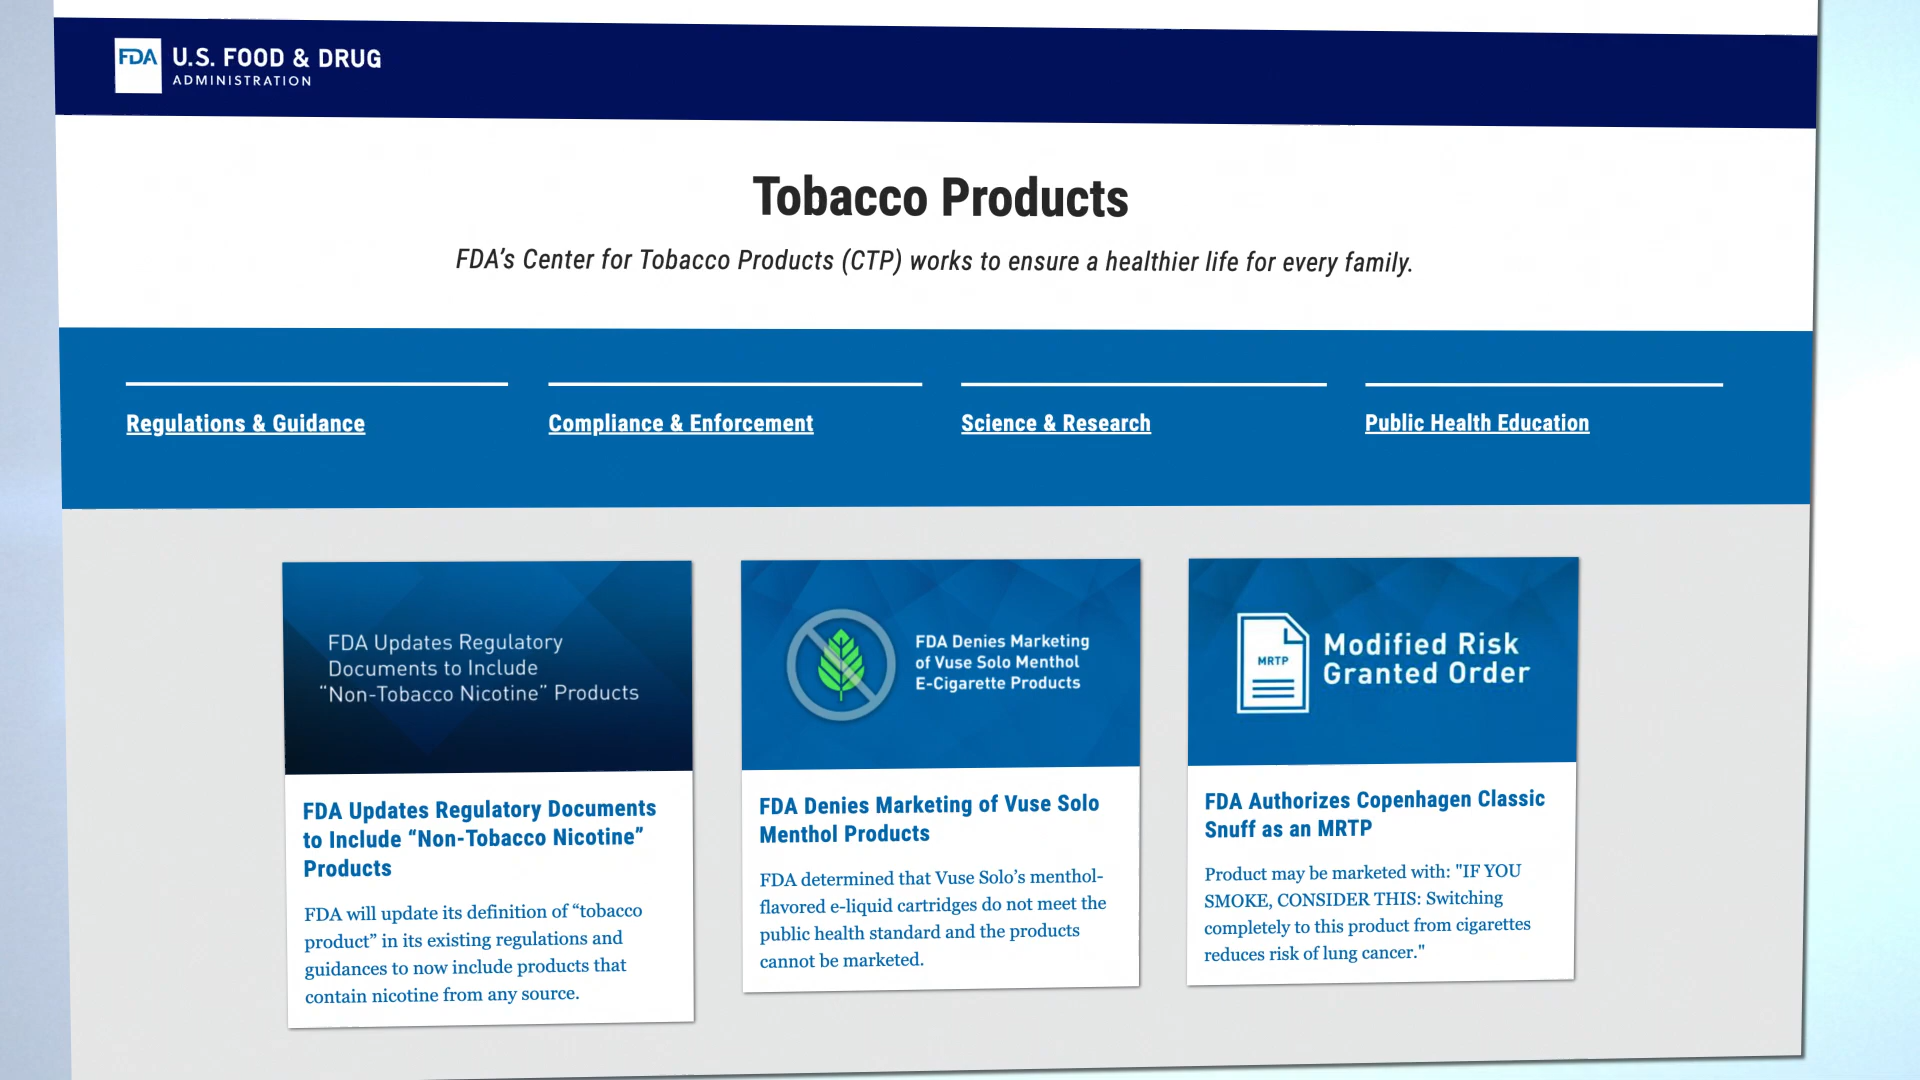 FDA U.S. FOOD & DRUG
ADMINISTRATION
Tobacco Products
FDA's Center for Tobacco Products (CTP) works to ensure a healthier life for every family.
Regulations & Guidance
Compliance & Enforcement
Science & Research
Public Health Education
FDA Updates Regulatory
Documents to Include
“Non-Tobacco Nicotine” Products
FDA Updates Regulatory Documents
to Include “Non-Tobacco Nicotine”
Products
FDA will update its definition of “tobacco
product” in its existing regulations and
guidances to now include products that
contain nicotine from any source.
FDA Denies Marketing
of Vuse Solo Menthol
E-Cigarette Products
FDA Denies Marketing of Vuse Solo
Menthol Products
FDA determined that Vuse Solo’s menthol-
flavored e-liquid cartridges do not meet the
public health standard and the products
cannot be marketed.
MRTP
Modified Risk
Granted Order
FDA Authorizes Copenhagen Classic
Snuff as an MRTP
Product may be marketed with: "IF YOU
SMOKE, CONSIDER THIS: Switching
completely to this product from cigarettes
reduces risk of lung cancer."